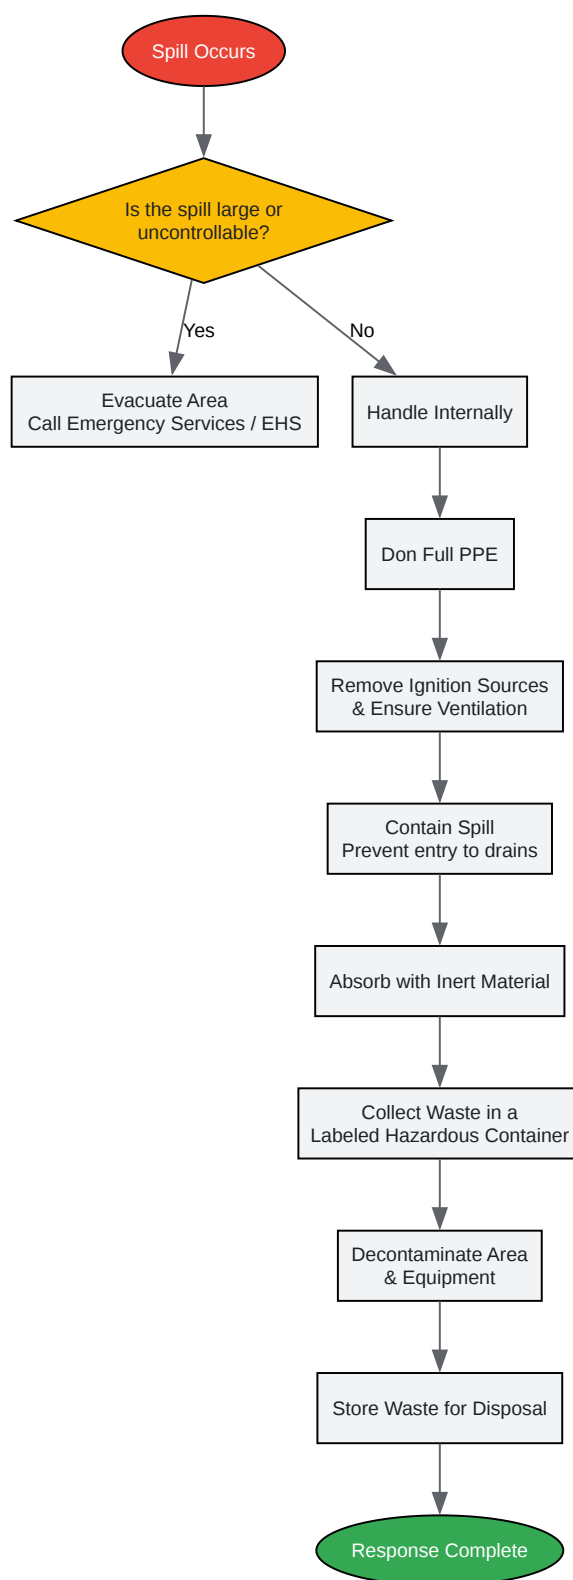 Spill Occurs
Is the spill large or
uncontrollable?
Yes
No
Evacuate Area
Call Emergency Services / EHS
Handle Internally
Don Full PPE
Remove Ignition Sources
& Ensure Ventilation
Contain Spill
Prevent entry to drains
Absorb with Inert Material
Collect Waste in a
Labeled Hazardous Container
Decontaminate Area
& Equipment
Store Waste for Disposal
Response Complete